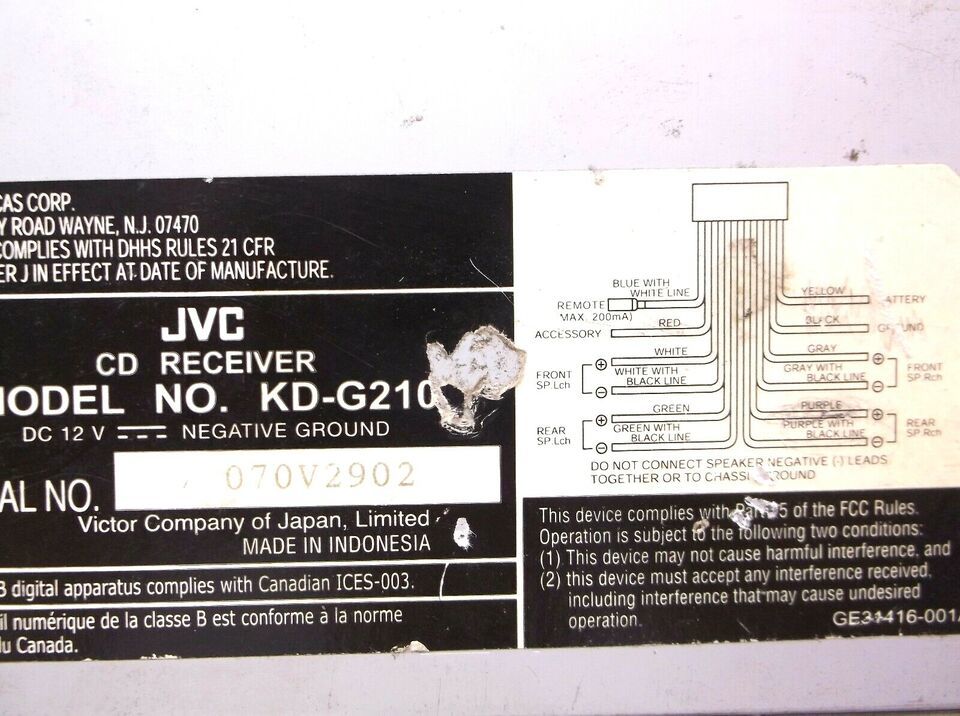 CAS CORP.
Y ROAD WAYNE, N.J. 07470
COMPLIES WITH DHHS RULES 21 CFR
ER J IN EFFECT AT DATE OF MANUFACTURE.
JVC
CD RECEIVER
MODEL NO. KD-G210
DC 12 V NEGATIVE GROUND
AL NO. 070V2902
Victor Company of Japan, Limited
MADE IN INDONESIA
B digital apparatus complies with Canadian ICES-003.
il numérique de la classe B est conforme à la norme
du Canada.
BLUE WITH
WHITE LINE
REMOTE
MAX. 200mA)
RED
ACCESSORY
WHITE
FRONT
SP.Lch
WHITE WITH
BLACK LINE
GREEN
REAR
SP.Lch
GREEN WITH
BLACK LINE
YELLOW
ATTERY
BLACK
GROUND
GRAY
FRONT
SP.Rch
GRAY WITH
BLACK LINE
PURPLE
REAR
SP.Rch
PURPLE WITH
BLACK LINE
DO NOT CONNECT SPEAKER NEGATIVE (-) LEADS
TOGETHER OR TO CHASSI GROUND
This device complies with Part 15 of the FCC Rules.
Operation is subject to the following two conditions:
(1) This device may not cause harmful interference, and
(2) this device must accept any interference received,
including interference that may cause undesired
operation.
GE31416-001A